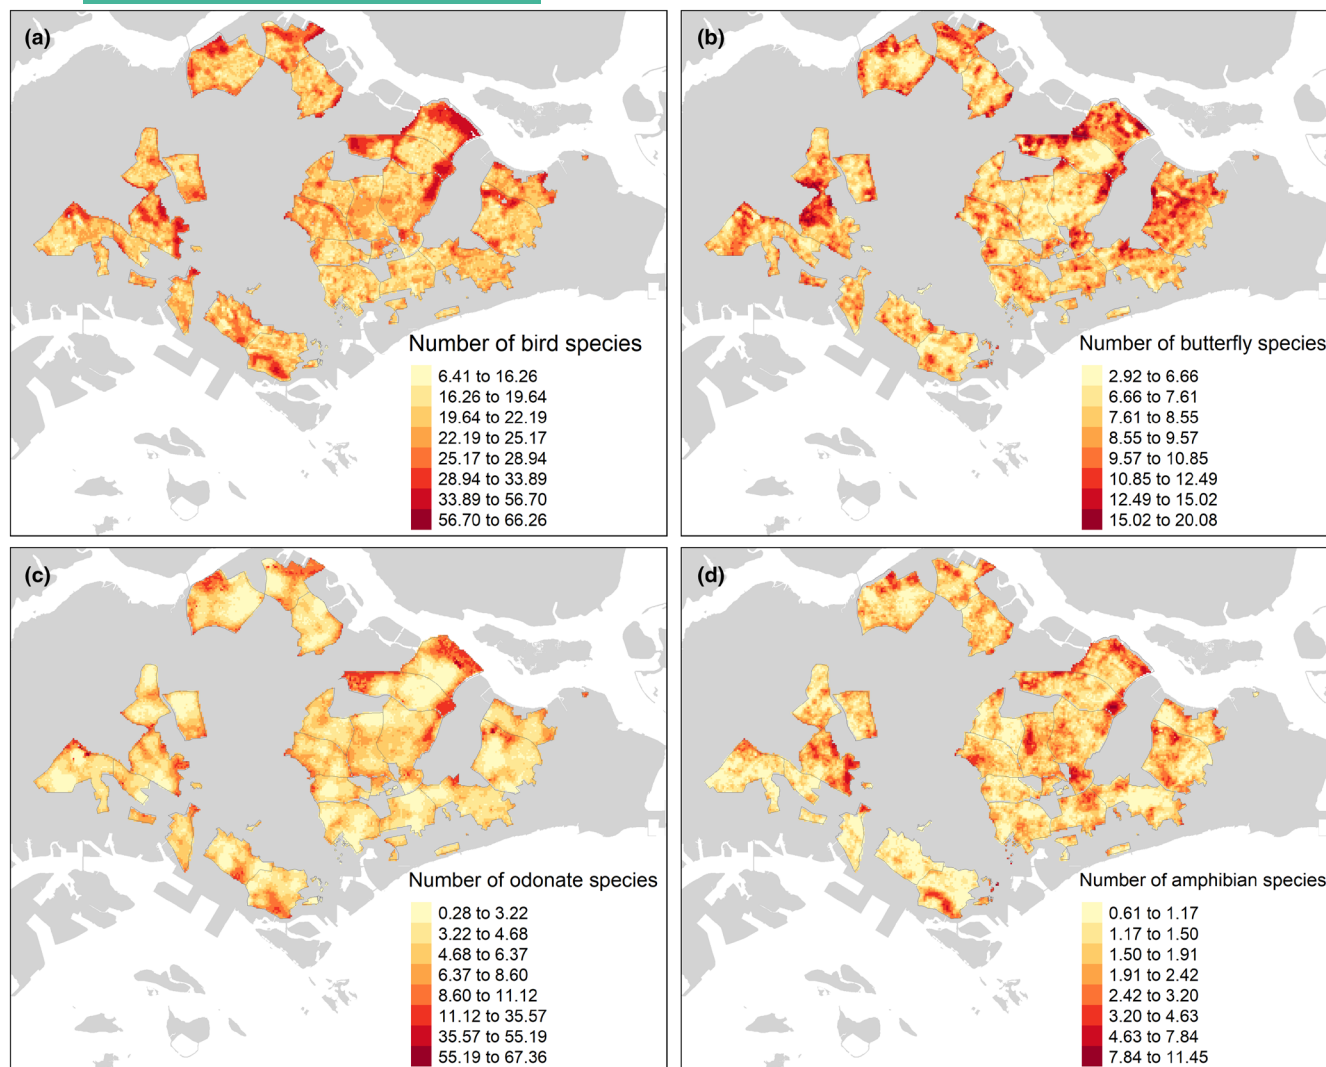 (a)
Number of bird species
6.41 to 16.26
16.26 to 19.64
19.64 to 22.19
22.19 to 25.17
25.17 to 28.94
28.94 to 33.89
33.89 to 56.70
56.70 to 66.26
(b)
Number of butterfly species
2.92 to 6.66
6.66 to 7.61
7.61 to 8.55
8.55 to 9.57
9.57 to 10.85
10.85 to 12.49
12.49 to 15.02
15.02 to 20.08
(c)
Number of odonate species
0.28 to 3.22
3.22 to 4.68
4.68 to 6.37
6.37 to 8.60
8.60 to 11.12
11.12 to 35.57
35.57 to 55.19
55.19 to 67.36
(d)
Number of amphibian species
0.61 to 1.17
1.17 to 1.50
1.50 to 1.91
1.91 to 2.42
2.42 to 3.20
3.20 to 4.63
4.63 to 7.84
7.84 to 11.45